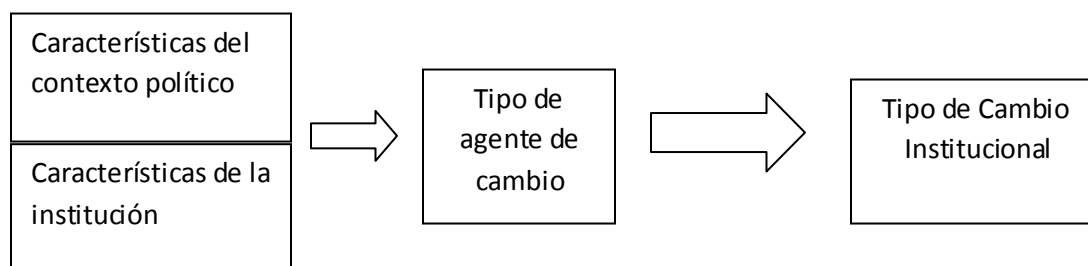 Características del
contexto político
Características de la
institución
Tipo de
agente de
cambio
Tipo de Cambio
Institucional